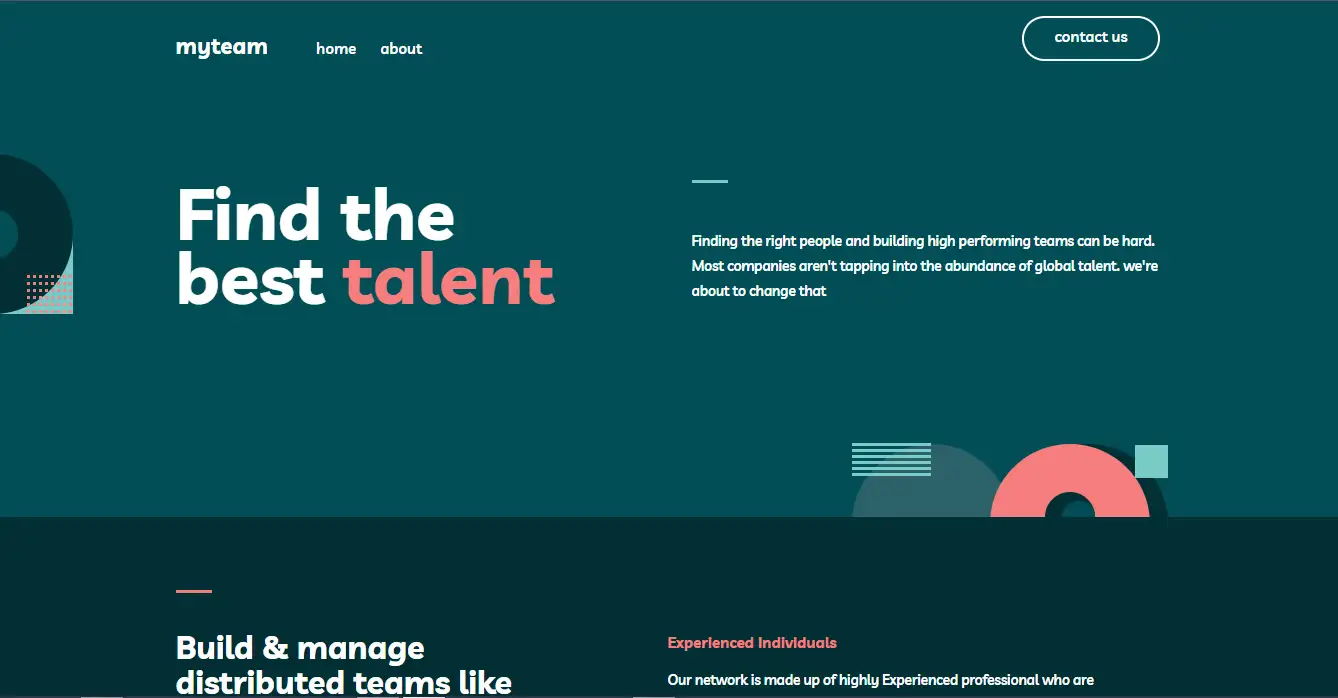 myteam
home
about
contact us
Find the
best talent
Finding the right people and building high performing teams can be hard.
Most companies aren't tapping into the abundance of global talent. we're
about to change that
Build & manage
distributed teams like
Experienced Individuals
Our network is made up of highly Experienced professional who are